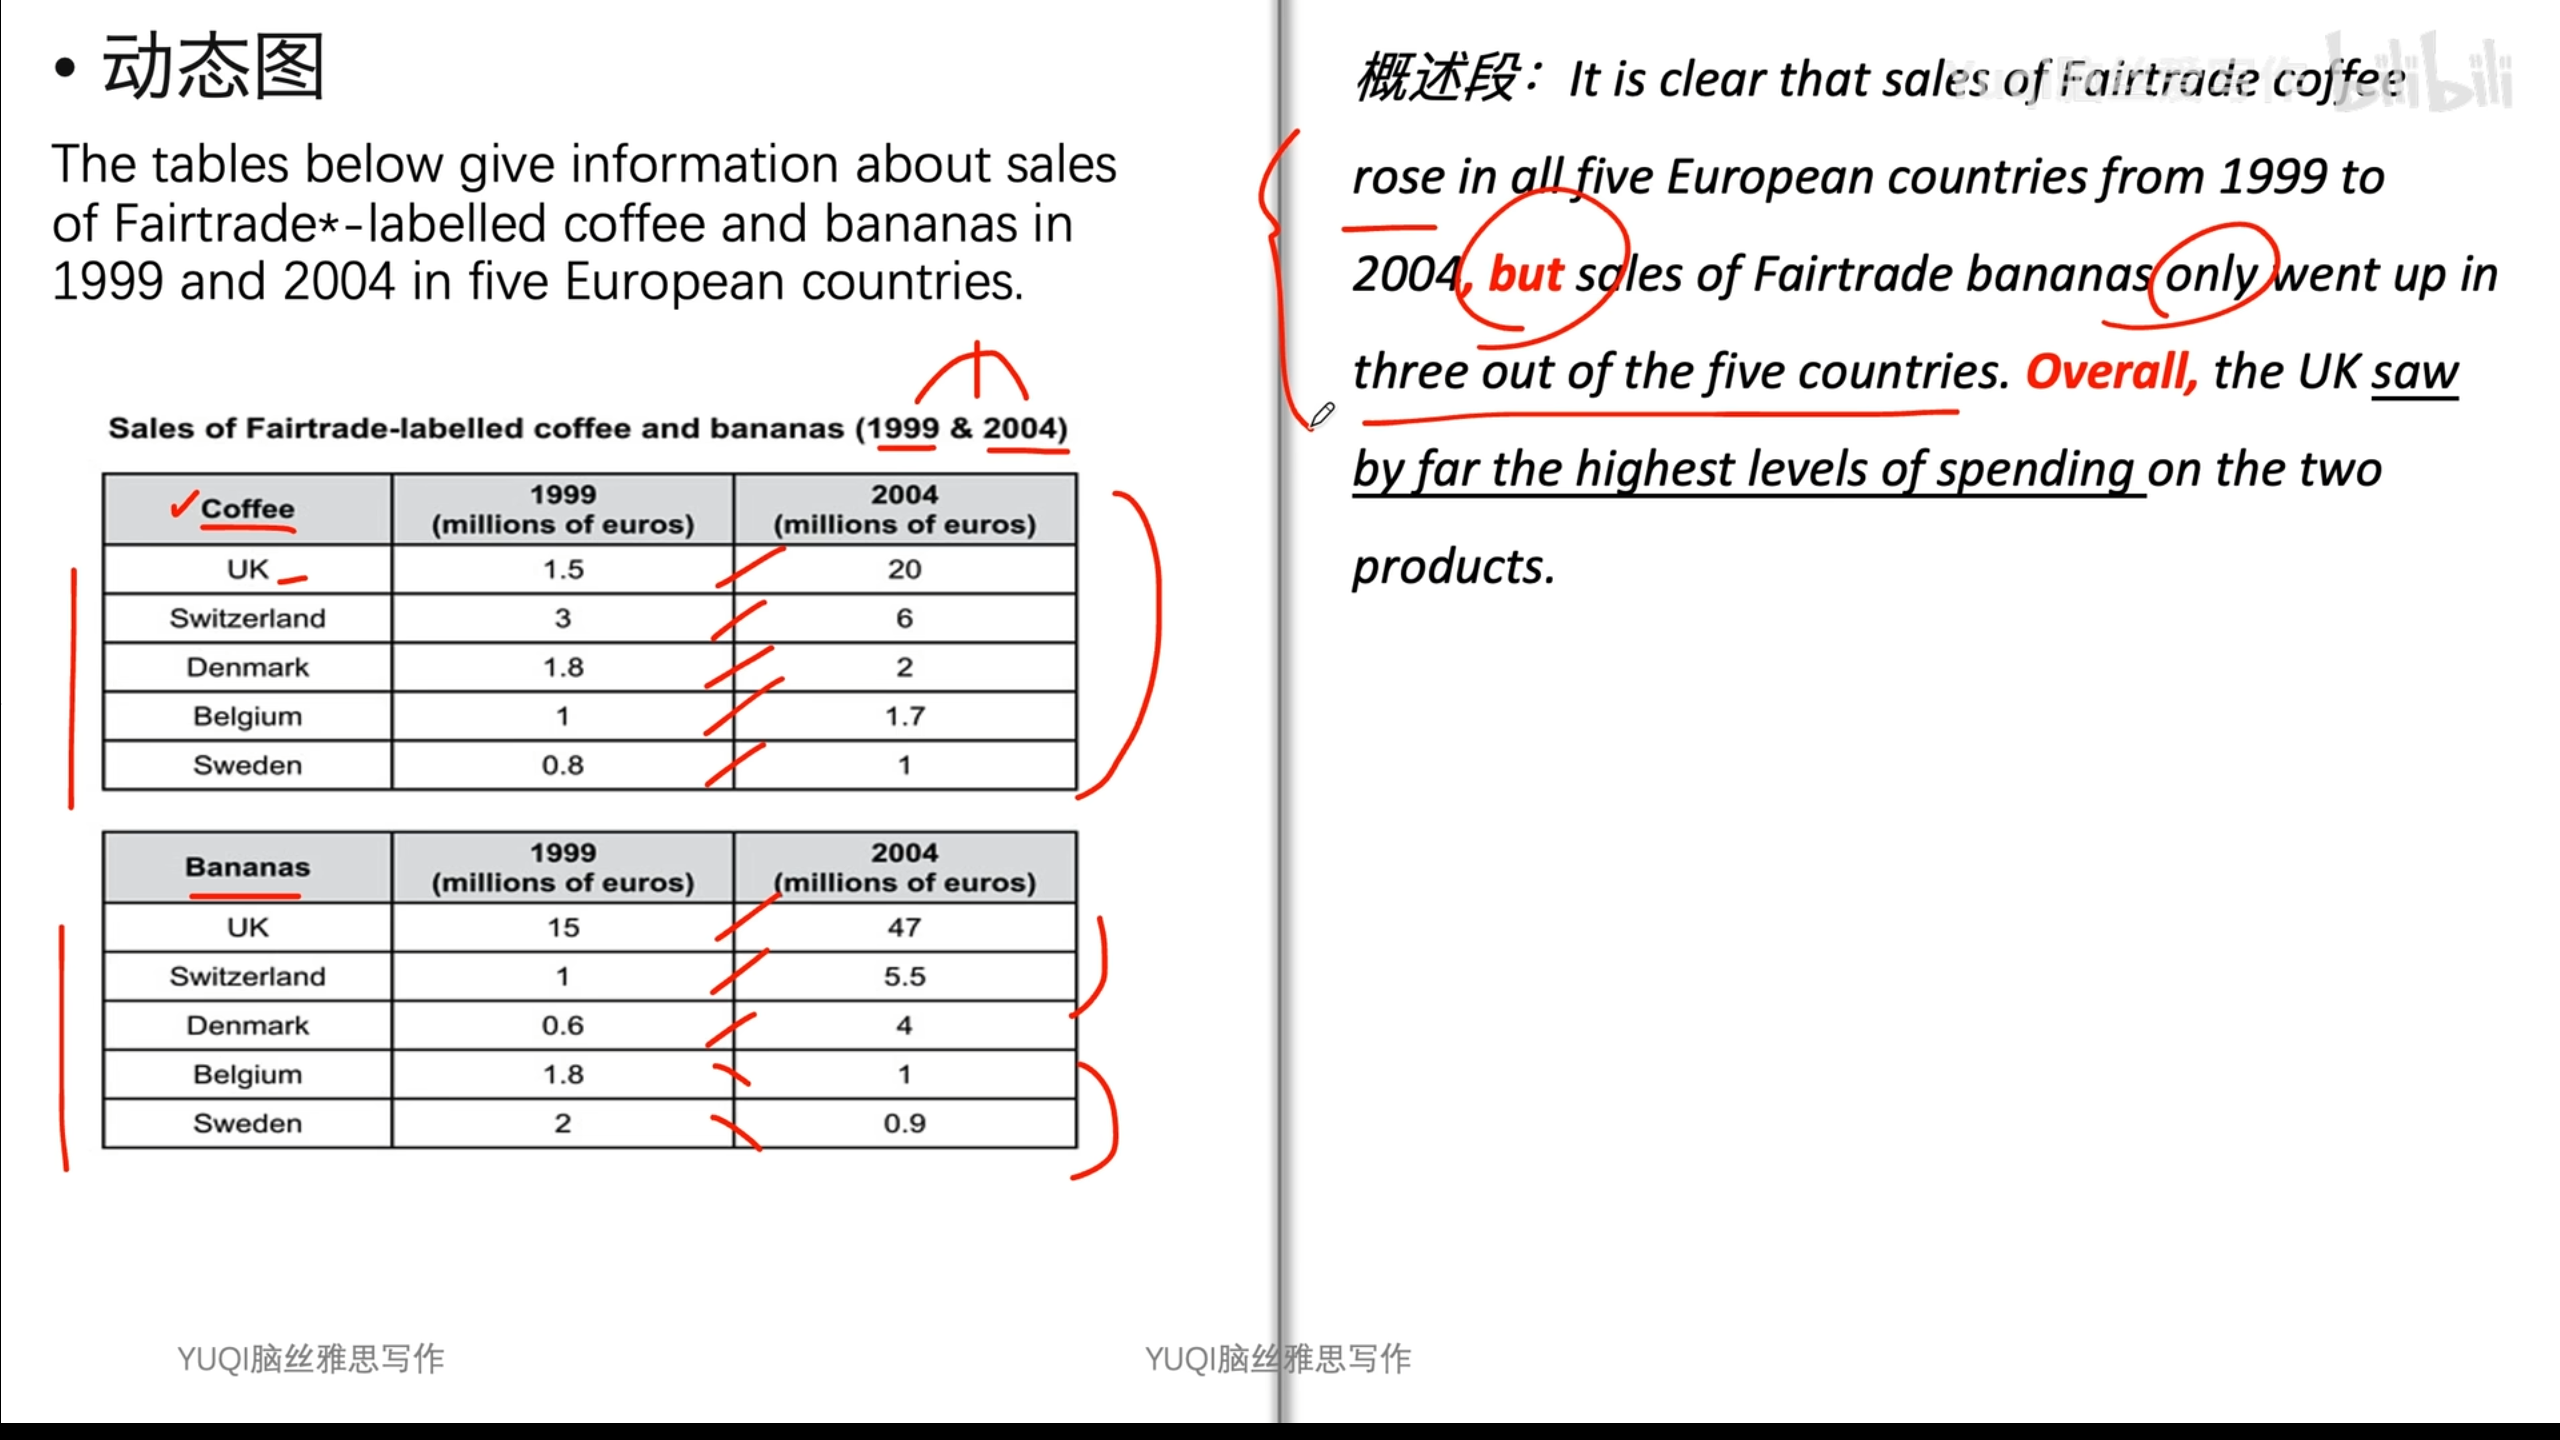 • 动态图
The tables below give information about sales
of Fairtrade*-labelled coffee and bananas in
1999 and 2004 in five European countries.
Sales of Fairtrade-labelled coffee and bananas (1999 & 2004)
Coffee 1999 (millions of euros) 2004 (millions of euros)
UK 1.5 20
Switzerland 3 6
Denmark 1.8 2
Belgium 1 1.7
Sweden 0.8 1
Bananas 1999 (millions of euros) 2004 (millions of euros)
UK 15 47
Switzerland 1 5.5
Denmark 0.6 4
Belgium 1.8 1
Sweden 2 0.9
YUQI脑丝雅思写作
概述段：It is clear that sales of Fairtrade coffee
rose in all five European countries from 1999 to
2004, but sales of Fairtrade bananas only went up in
three out of the five countries. Overall, the UK saw
by far the highest levels of spending on the two
products.
YUQI脑丝雅思写作
bilibili